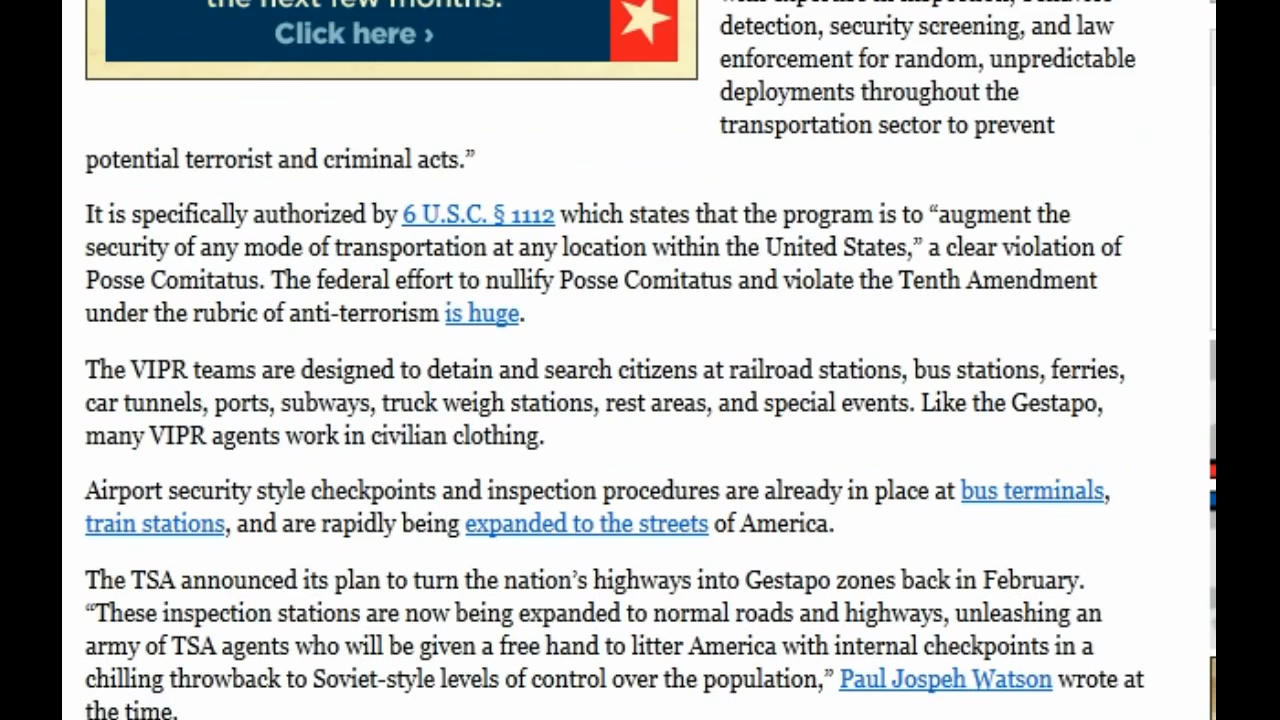 the next few months.
Click here ›
detection, security screening, and law
enforcement for random, unpredictable
deployments throughout the
transportation sector to prevent
potential terrorist and criminal acts.”
It is specifically authorized by 6 U.S.C. § 1112 which states that the program is to “augment the
security of any mode of transportation at any location within the United States,” a clear violation of
Posse Comitatus. The federal effort to nullify Posse Comitatus and violate the Tenth Amendment
under the rubric of anti-terrorism is huge.
The VIPR teams are designed to detain and search citizens at railroad stations, bus stations, ferries,
car tunnels, ports, subways, truck weigh stations, rest areas, and special events. Like the Gestapo,
many VIPR agents work in civilian clothing.
Airport security style checkpoints and inspection procedures are already in place at bus terminals,
train stations, and are rapidly being expanded to the streets of America.
The TSA announced its plan to turn the nation’s highways into Gestapo zones back in February.
“These inspection stations are now being expanded to normal roads and highways, unleashing an
army of TSA agents who will be given a free hand to litter America with internal checkpoints in a
chilling throwback to Soviet-style levels of control over the population,” Paul Jospeh Watson wrote at
the time.